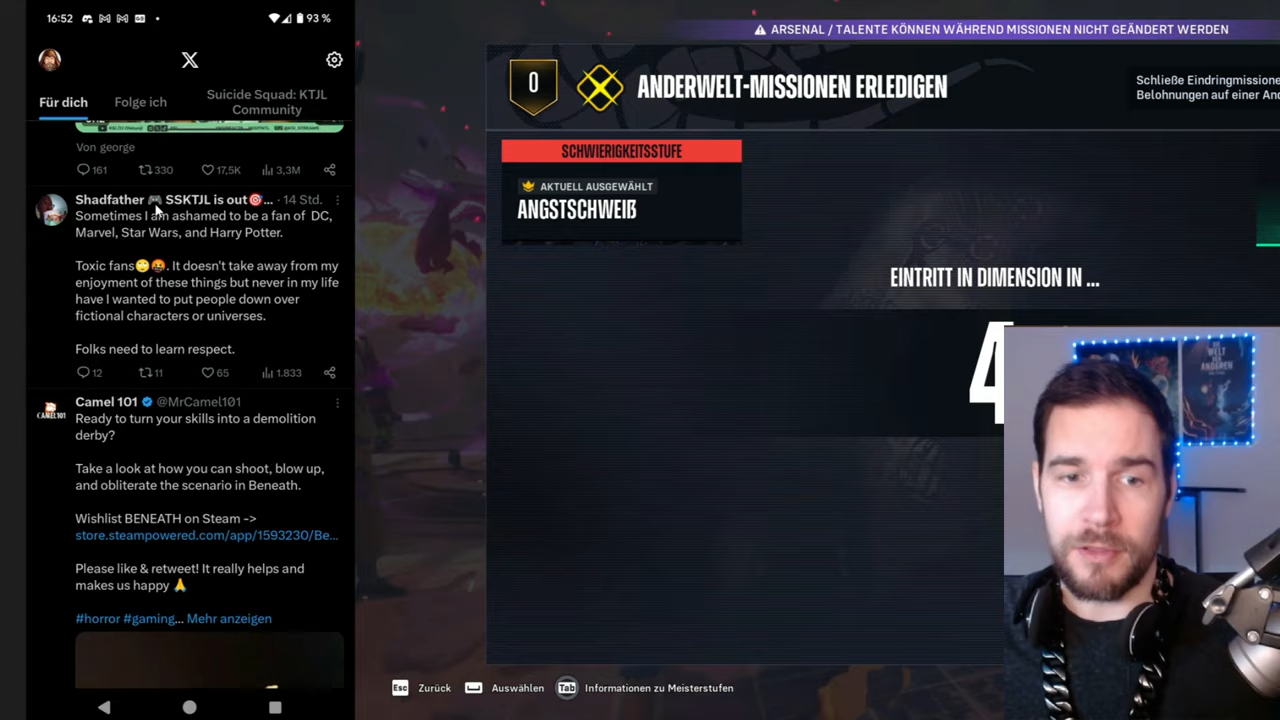 16:52
93 %
X
Für dich
Folge ich
Suicide Squad: KTJL
Community
Von george
161
330
17,5K
3,3M
Shadfather 🎮 SSKTJL is out🎯... · 14 Std.
Sometimes I am ashamed to be a fan of DC,
Marvel, Star Wars, and Harry Potter.
Toxic fans🙄🤬. It doesn't take away from my
enjoyment of these things but never in my life
have I wanted to put people down over
fictional characters or universes.
Folks need to learn respect.
12
11
65
1.833
CAMEL101
Camel 101 @MrCamel101
Ready to turn your skills into a demolition
derby?
Take a look at how you can shoot, blow up,
and obliterate the scenario in Beneath.
Wishlist BENEATH on Steam ->
store.steampowered.com/app/1593230/Be...
Please like & retweet! It really helps and
makes us happy 🙏
#horror #gaming... Mehr anzeigen
ARSENAL / TALENTE KÖNNEN WÄHREND MISSIONEN NICHT GEÄNDERT WERDEN
0
ANDERWELT-MISSIONEN ERLEDIGEN
Schließe Eindringmissione
Belohnungen auf einer And
SCHWIERIGKEITSSTUFE
AKTUELL AUSGEWÄHLT
ANGSTSCHWEIẞ
EINTRITT IN DIMENSION IN ...
4
DIE
WELT
DER
ANDEREN
Esc Zurück
Auswählen
Tab Informationen zu Meisterstufen